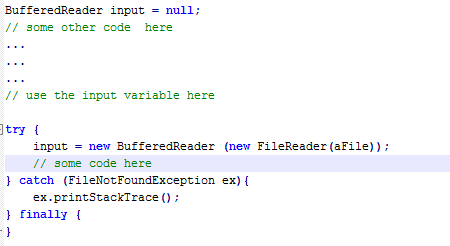 BufferedReader input = null;
// some other code  here
...
...
...
// use the input variable here
try {
    input = new BufferedReader (new FileReader(aFile));
    // some code here
} catch (FileNotFoundException ex){
    ex.printStackTrace();
} finally {
}